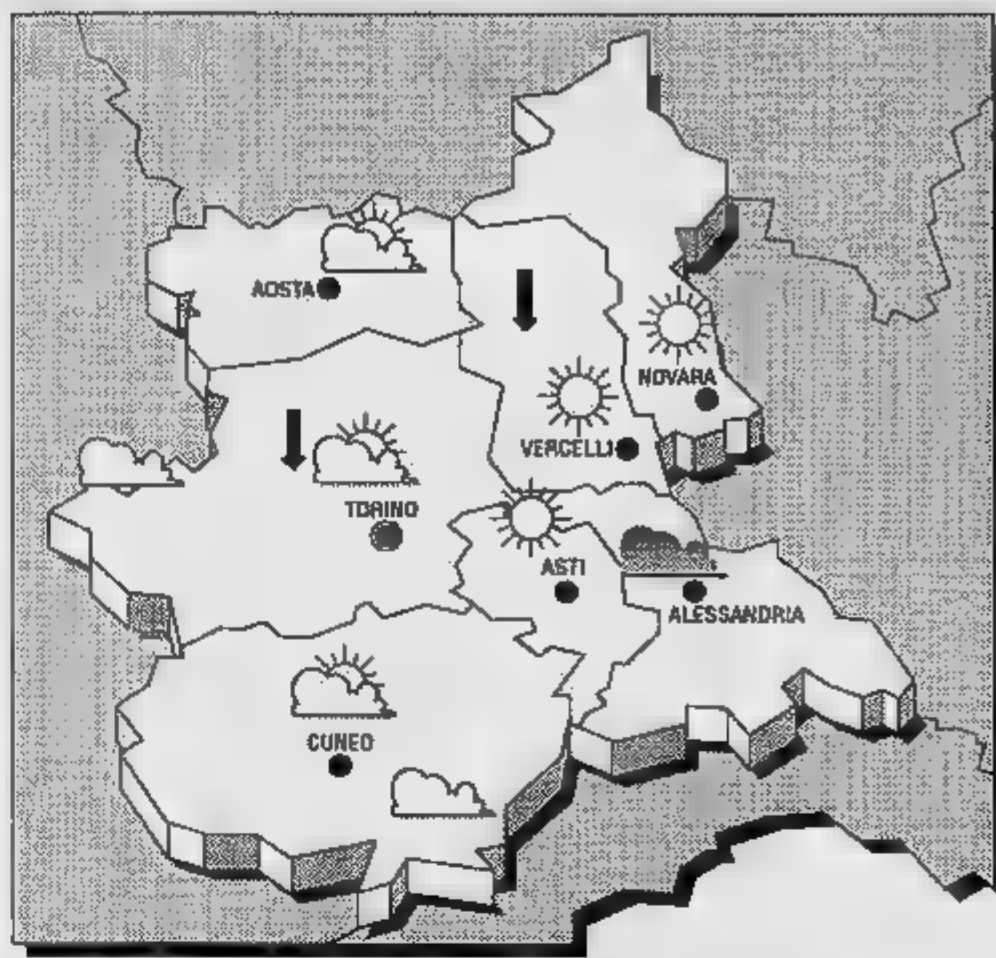 AOSTA
NOVARA
VERCELLI
TORINO
ASTI
ALESSANDRIA
CUNEO